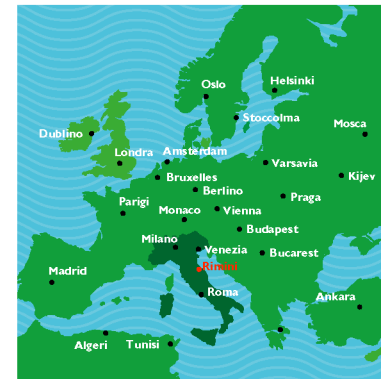 Oslo
Helsinki
Stoccolma
Mosca
Dublino
Londra
Amsterdam
Varsavia
Bruxelles
Kijev
Berlino
Praga
Parigi
Monaco
Vienna
Budapest
Milano
Venezia
Bucarest
Rimini
Madrid
Roma
Ankara
Algeri
Tunisi